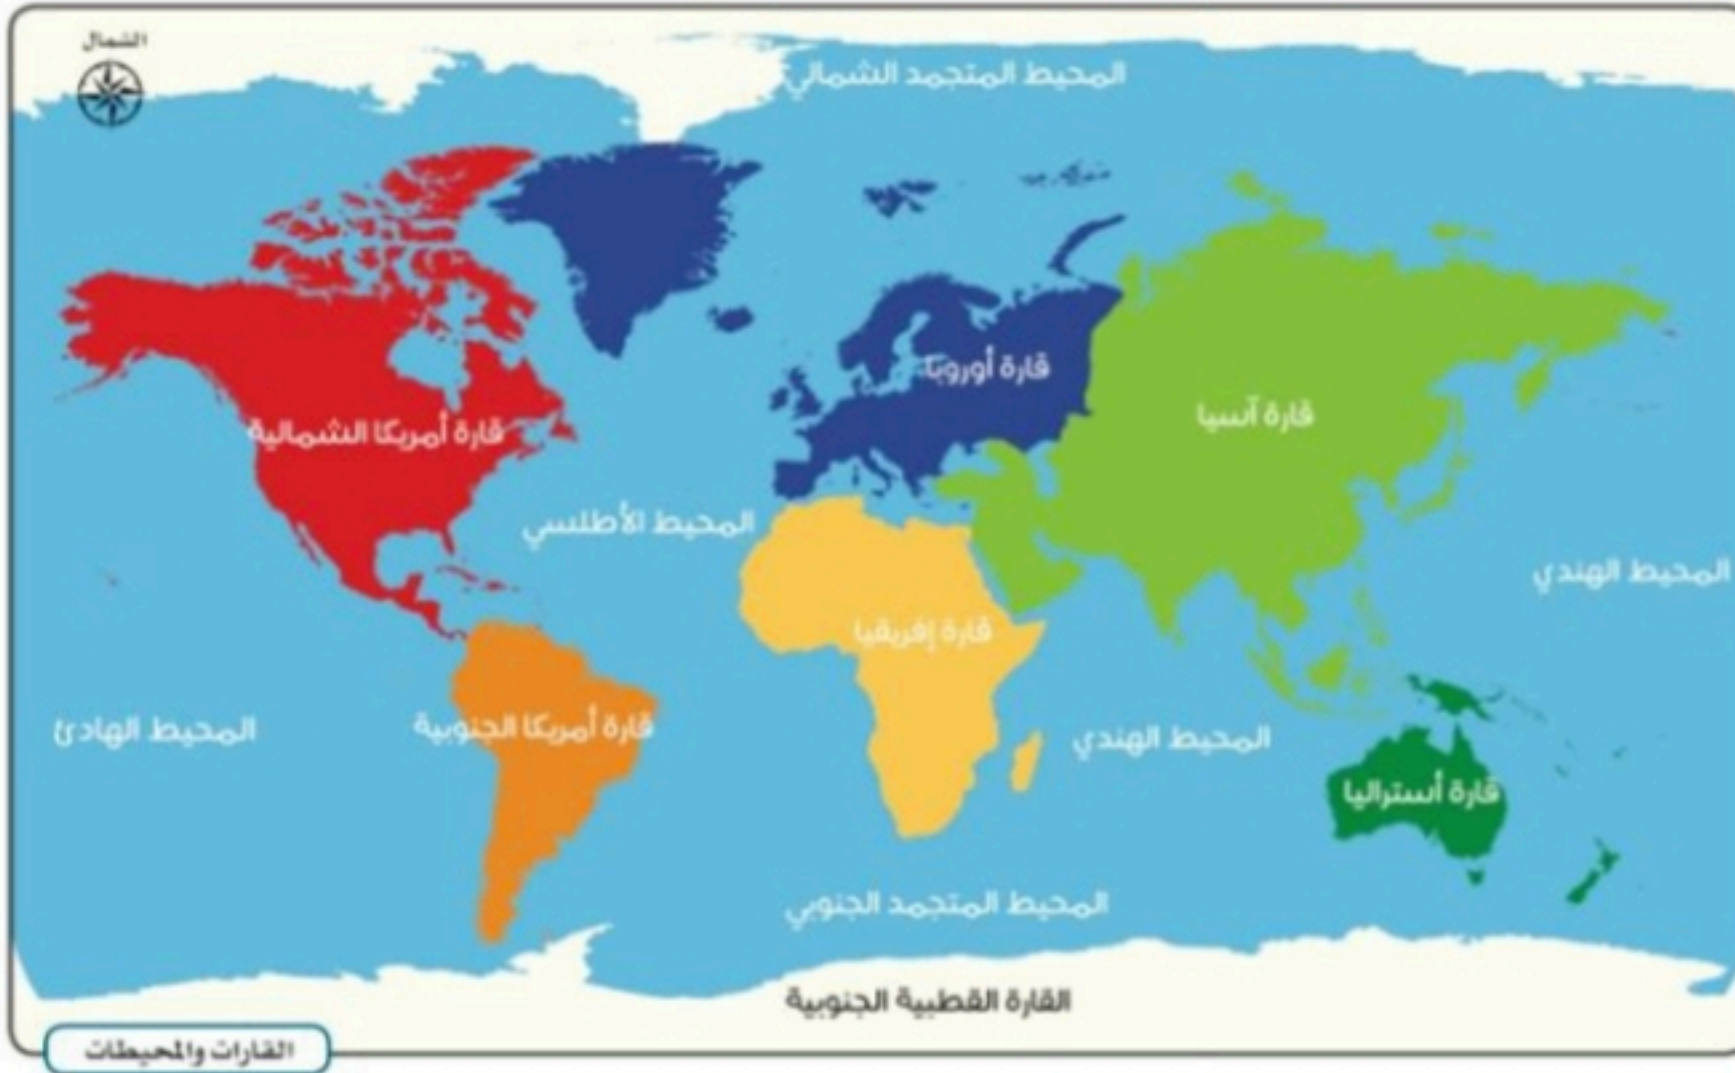 الشمال
المحيط المتجمد الشمالي
قارة أوروبا
قارة آسيا
قارة أمريكا الشمالية
المحيط الأطلسي
المحيط الهندي
قارة إفريقيا
قارة أمريكا الجنوبية
المحيط الهادئ
المحيط الهندي
قارة أستراليا
المحيط المتجمد الجنوبي
القارة القطبية الجنوبية
القارات والمحيطات